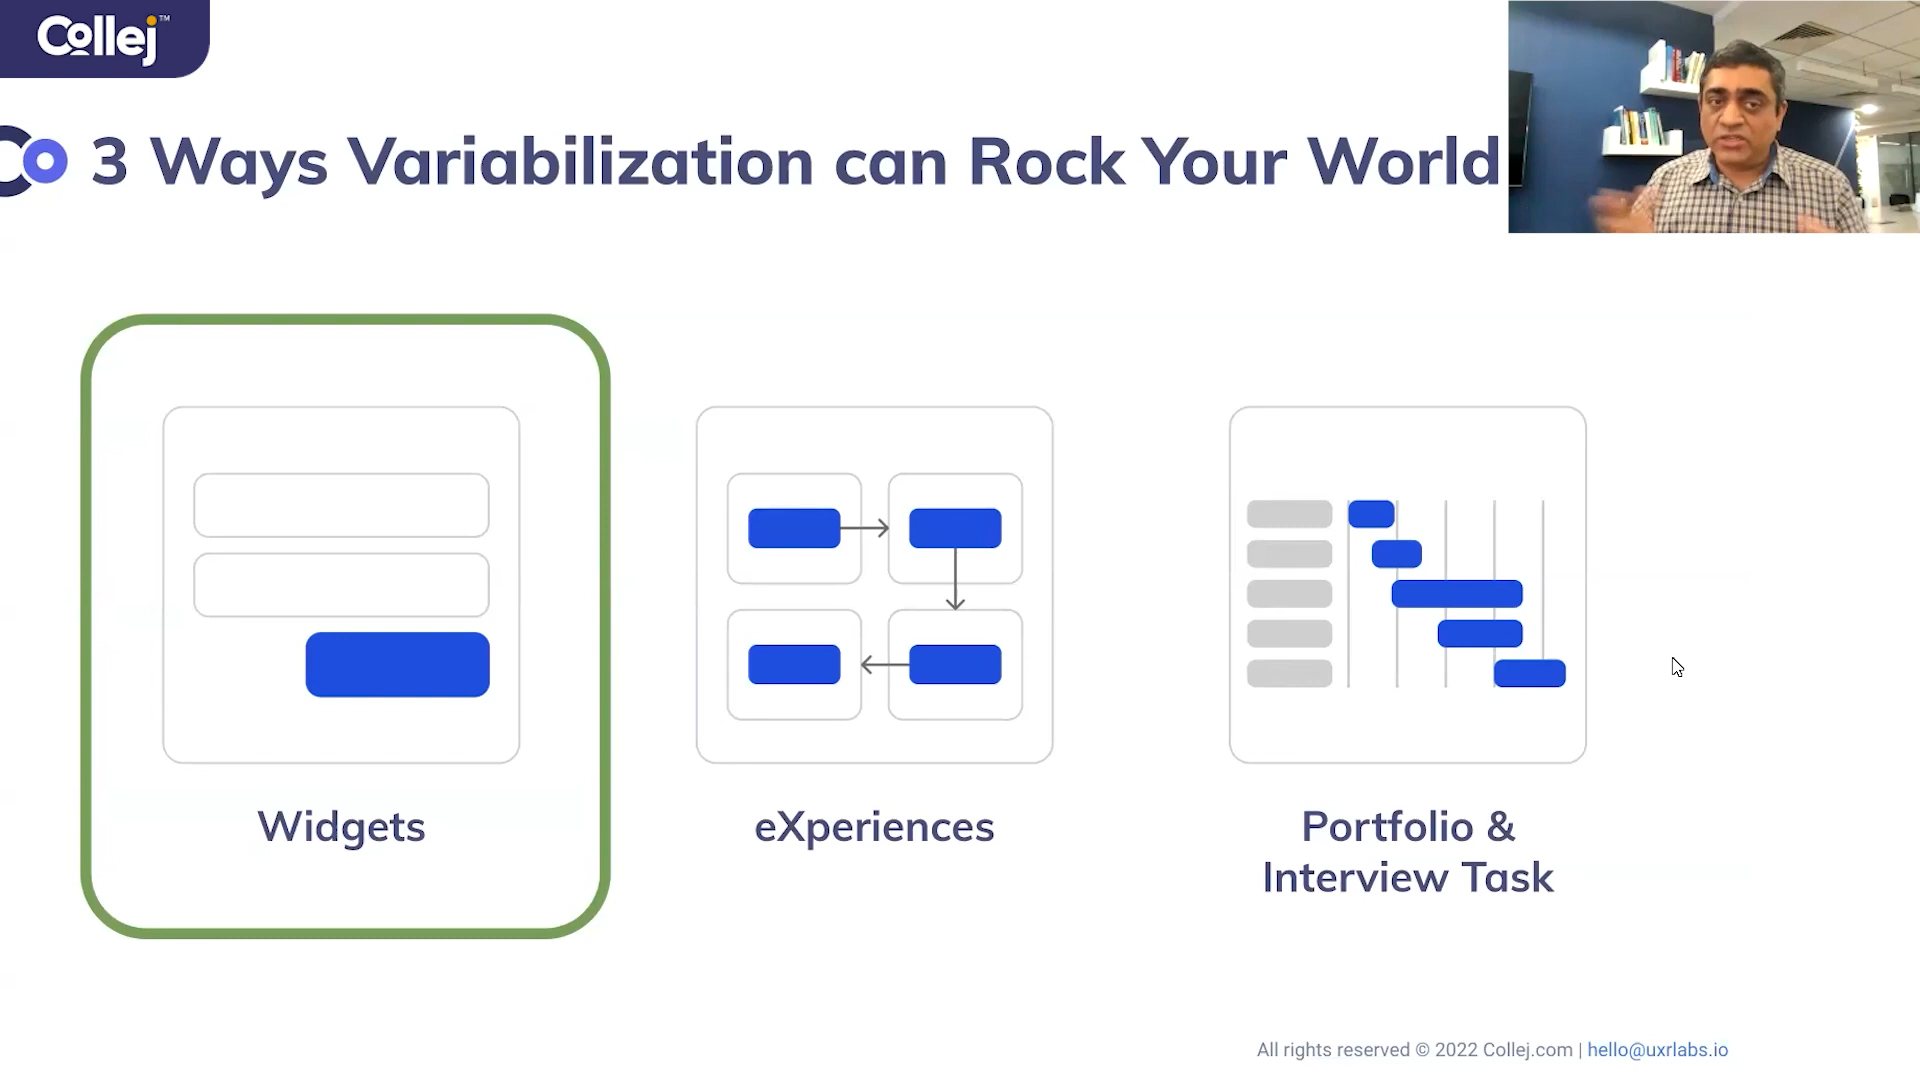 Collej™
3 Ways Variabilization can Rock Your World
Widgets
eXperiences
Portfolio &
Interview Task
All rights reserved © 2022 Collej.com | hello@uxrlabs.io